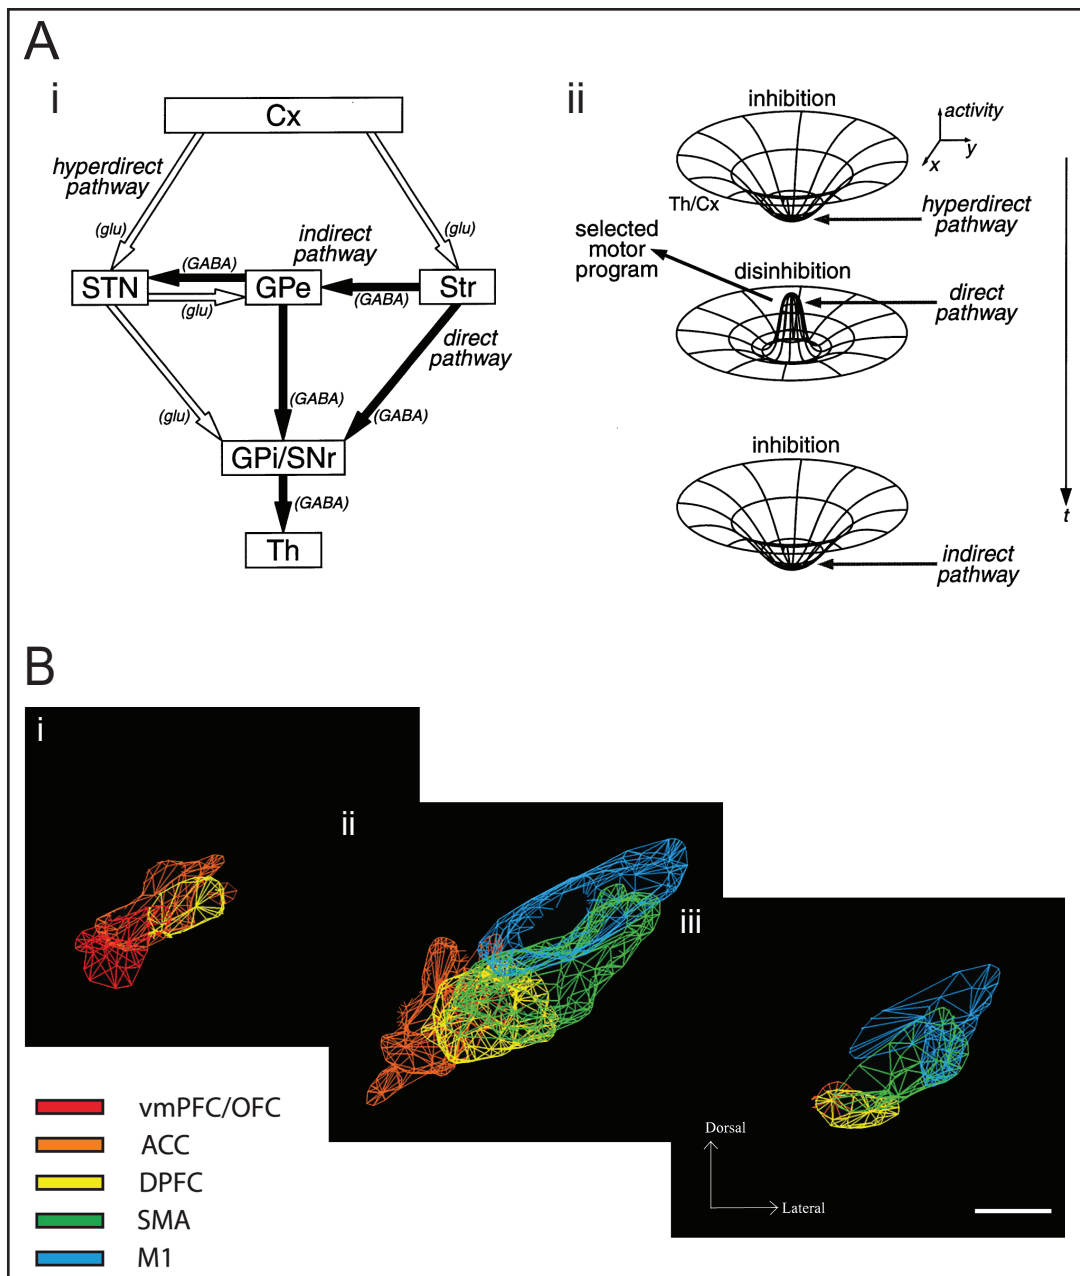 A
i
Cx
hyperdirect
pathway
(glu)
(glu)
indirect
pathway
STN
(GABA)
(glu)
GPe
(GABA)
Str
direct
pathway
(glu)
(GABA)
(GABA)
GPi/SNr
(GABA)
Th
ii
inhibition
activity
y
x
Th/Cx
hyperdirect
pathway
selected
motor
program
disinhibition
direct
pathway
inhibition
indirect
pathway
t
B
i
ii
iii
Dorsal
Lateral
vmPFC/OFC
ACC
DPFC
SMA
M1